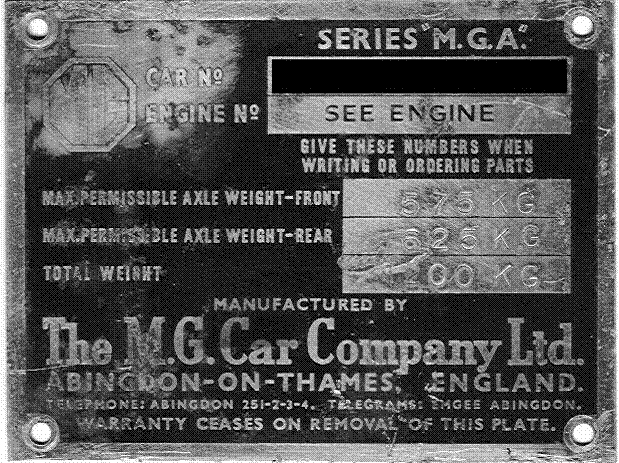 SERIES "M.G.A".
MG
CAR Nº
ENGINE Nº SEE ENGINE
GIVE THESE NUMBERS WHEN
WRITING OR ORDERING PARTS
MAX.PERMISSIBLE AXLE WEIGHT-FRONT 575 KG
MAX.PERMISSIBLE AXLE WEIGHT-REAR 625 KG
TOTAL WEIGHT 200 KG
MANUFACTURED BY
The M.G. Car Company Ltd.
ABINGDON-ON-THAMES, ENGLAND.
TELEPHONE: ABINGDON 251-2-3-4. TELEGRAMS: EMGEE ABINGDON.
WARRANTY CEASES ON REMOVAL OF THIS PLATE.